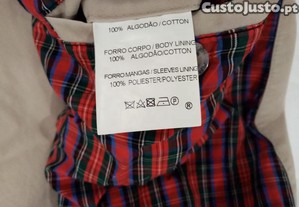 CustoJusto.pt
100% ALGODÃO/COTTON
FORRO CORPO / BODY LINING
100% ALGODÃO/COTTON
FORRO MANGAS / SLEEVES LINING
100% POLIESTER/POLYESTER
®